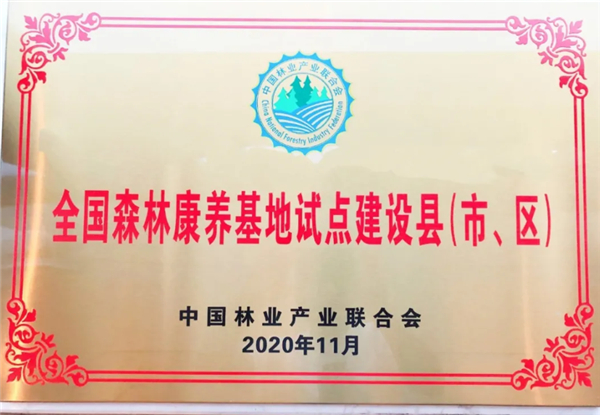 中国林业产业联合会
China National Forestry Industry Federation
全国森林康养基地试点建设县(市、区)
中国林业产业联合会
2020年11月